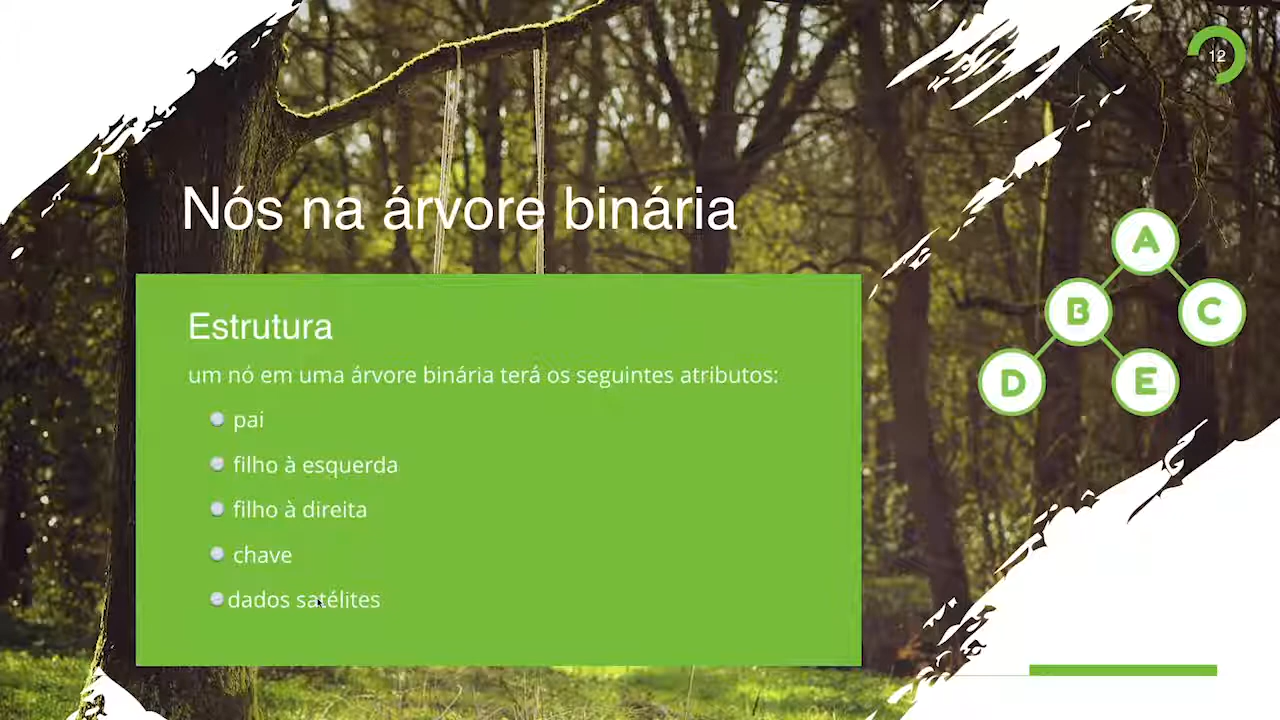 12
Nós na árvore binária
Estrutura
um nó em uma árvore binária terá os seguintes atributos:
pai
filho à esquerda
filho à direita
chave
dados satélites
A
B
C
D
E